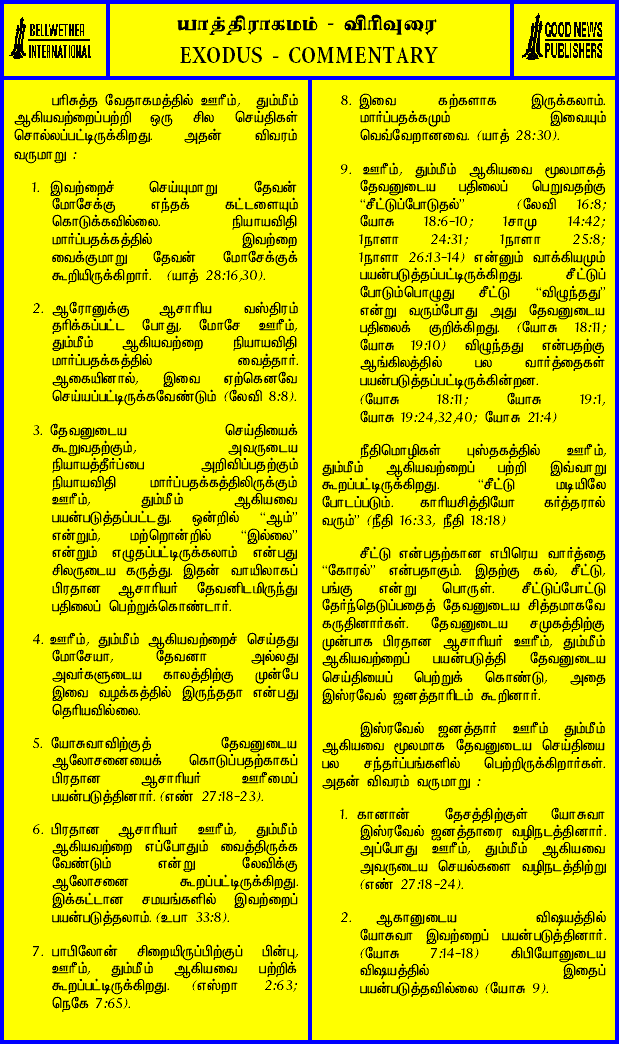 BELLWETHER
INTERNATIONAL
யாத்திராகமம் - விரிவுரை
EXODUS - COMMENTARY
GOOD NEWS
PUBLISHERS
பரிசுத்த வேதாகமத்தில் ஊரீம், தும்மீம்
ஆகியவற்றைப்பற்றி ஒரு சில செய்திகள்
சொல்லப்பட்டிருக்கிறது. அதன் விவரம்
வருமாறு :
1. இவற்றைச் செய்யுமாறு தேவன்
மோசேக்கு எந்தக் கட்டளையும்
கொடுக்கவில்லை. நியாயவிதி
மார்ப்பதக்கத்தில் இவற்றை
வைக்குமாறு தேவன் மோசேக்குக்
கூறியிருக்கிறார். (யாத் 28:16,30).
2. ஆரோனுக்கு ஆசாரிய வஸ்திரம்
தரிக்கப்பட்ட போது, மோசே ஊரீம்,
தும்மீம் ஆகியவற்றை நியாயவிதி
மார்ப்பதக்கத்தில் வைத்தார்.
ஆகையினால், இவை ஏற்கெனவே
செய்யப்பட்டிருக்கவேண்டும் (லேவி 8:8).
3. தேவனுடைய செய்தியைக்
கூறுவதற்கும், அவருடைய
நியாயத்தீர்ப்பை அறிவிப்பதற்கும்
நியாயவிதி மார்ப்பதக்கத்திலிருக்கும்
ஊரீம், தும்மீம் ஆகியவை
பயன்படுத்தப்பட்டது. ஒன்றில் “ஆம்”
என்றும், மற்றொன்றில் “இல்லை”
என்றும் எழுதப்பட்டிருக்கலாம் என்பது
சிலருடைய கருத்து. இதன் வாயிலாகப்
பிரதான ஆசாரியர் தேவனிடமிருந்து
பதிலைப் பெற்றுக்கொண்டார்.
4. ஊரீம், தும்மீம் ஆகியவற்றைச் செய்தது
மோசேயா, தேவனா அல்லது
அவர்களுடைய காலத்திற்கு முன்பே
இவை வழக்கத்தில் இருந்ததா என்பது
தெரியவில்லை.
5. யோசுவாவிற்குத் தேவனுடைய
ஆலோசனையைக் கொடுப்பதற்காகப்
பிரதான ஆசாரியர் ஊரீமைப்
பயன்படுத்தினார். (எண் 27:18-23).
6. பிரதான ஆசாரியர் ஊரீம், தும்மீம்
ஆகியவற்றை எப்போதும் வைத்திருக்க
வேண்டும் என்று லேவிக்கு
ஆலோசனை கூறப்பட்டிருக்கிறது.
இக்கட்டான சமயங்களில் இவற்றைப்
பயன்படுத்தலாம். (உபா 33:8).
7. பாபிலோன் சிறையிருப்பிற்குப் பின்பு,
ஊரீம், தும்மீம் ஆகியவை பற்றிக்
கூறப்பட்டிருக்கிறது. (எஸ்றா 2:63;
நெகே 7:65).
8. இவை கற்களாக இருக்கலாம்.
மார்ப்பதக்கமும் இவையும்
வெவ்வேறானவை. (யாத் 28:30).
9. ஊரீம், தும்மீம் ஆகியவை மூலமாகத்
தேவனுடைய பதிலைப் பெறுவதற்கு
“சீட்டுப்போடுதல்” (லேவி 16:8;
யோசு 18:6-10; 1சாமு 14:42;
1நாளா 24:31; 1நாளா 25:8;
1நாளா 26:13-14) என்னும் வாக்கியமும்
பயன்படுத்தப்பட்டிருக்கிறது. சீட்டுப்
போடும்பொழுது சீட்டு “விழுந்தது”
என்று வரும்போது அது தேவனுடைய
பதிலைக் குறிக்கிறது. (யோசு 18:11;
யோசு 19:10) விழுந்தது என்பதற்கு
ஆங்கிலத்தில் பல வார்த்தைகள்
பயன்படுத்தப்பட்டிருக்கின்றன.
(யோசு 18:11; யோசு 19:1,
யோசு 19:24,32,40; யோசு 21:4)
நீதிமொழிகள் புஸ்தகத்தில் ஊரீம்,
தும்மீம் ஆகியவற்றைப் பற்றி இவ்வாறு
கூறப்பட்டிருக்கிறது. “சீட்டு மடியிலே
போடப்படும். காரியசித்தியோ கர்த்தரால்
வரும்” (நீதி 16:33, நீதி 18:18)
சீட்டு என்பதற்கான எபிரெய வார்த்தை
“கோரல்” என்பதாகும். இதற்கு கல், சீட்டு,
பங்கு என்று பொருள். சீட்டுப்போட்டு
தேர்ந்தெடுப்பதைத் தேவனுடைய சித்தமாகவே
கருதினார்கள். தேவனுடைய சமுகத்திற்கு
முன்பாக பிரதான ஆசாரியர் ஊரீம், தும்மீம்
ஆகியவற்றைப் பயன்படுத்தி தேவனுடைய
செய்தியைப் பெற்றுக் கொண்டு, அதை
இஸ்ரவேல் ஜனத்தாரிடம் கூறினார்.
இஸ்ரவேல் ஜனத்தார் ஊரீம் தும்மீம்
ஆகியவை மூலமாக தேவனுடைய செய்தியை
பல சந்தர்ப்பங்களில் பெற்றிருக்கிறார்கள்.
அதன் விவரம் வருமாறு :
1. கானான் தேசத்திற்குள் யோசுவா
இஸ்ரவேல் ஜனத்தாரை வழிநடத்தினார்.
அப்போது ஊரீம், தும்மீம் ஆகியவை
அவருடைய செயல்களை வழிநடத்திற்று
(எண் 27:18-24).
2. ஆகானுடைய விஷயத்தில்
யோசுவா இவற்றைப் பயன்படுத்தினார்.
(யோசு 7:14-18) கிபியோனுடைய
விஷயத்தில் இதைப்
பயன்படுத்தவில்லை (யோசு 9).